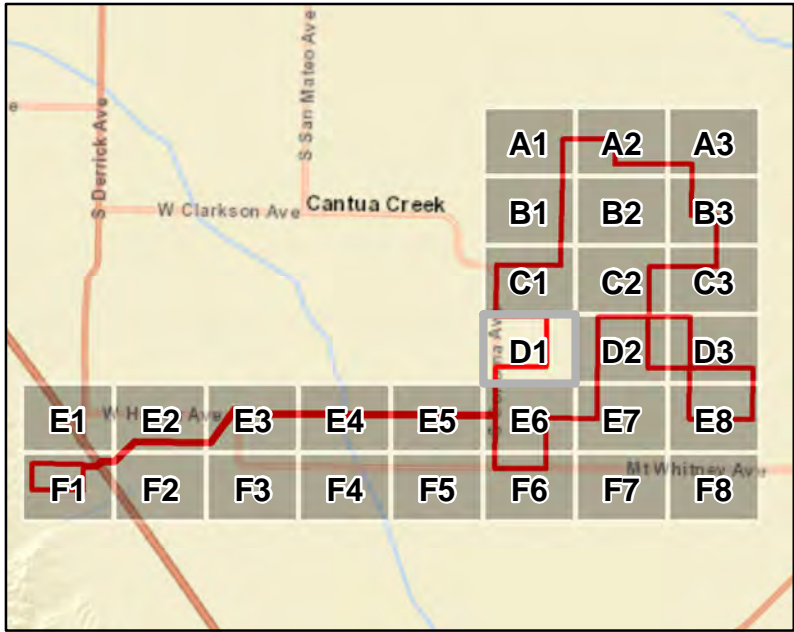 S Derrick Ave
S San Mateo Ave
e
W Clarkson Ave
Cantua Creek
A1 A2 A3
B1 B2 B3
C1 C2 C3
D1 D2 D3
E1 E2 E3 E4 E5 E6 E7 E8
Mt Whitney Ave
F1 F2 F3 F4 F5 F6 F7 F8